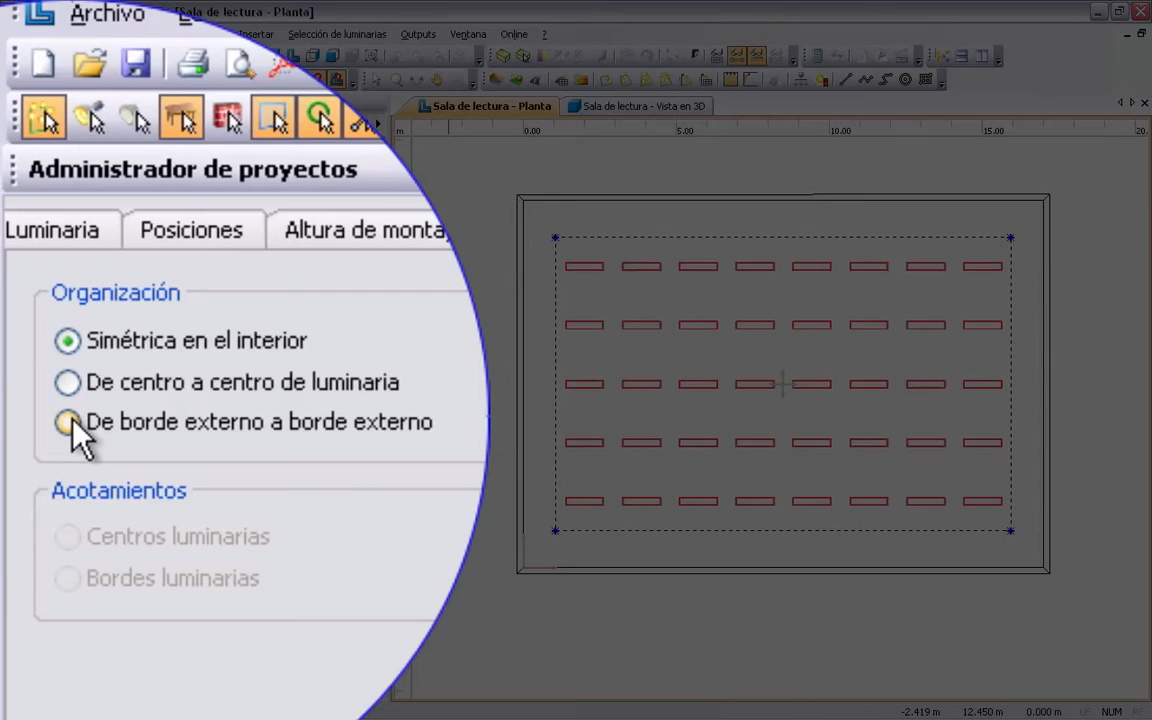 [Sala de lectura - Planta]
Archivo
Insertar Selección de luminarias Outputs Ventana Online ?
Administrador de proyectos
Sala de lectura - Planta
Sala de lectura - Vista en 3D
m 0.00 5.00 10.00 15.00 20.
Luminaria Posiciones Altura de monta
Organización
Simétrica en el interior
De centro a centro de luminaria
De borde externo a borde externo
Acotamientos
Centros luminarias
Bordes luminarias
-2.419 m 12.450 m 0.000 m UF NUM RF